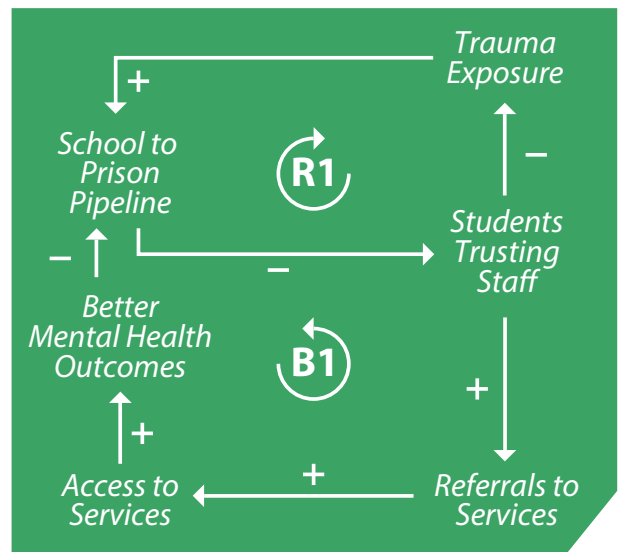 Trauma
Exposure
+
School to
Prison
Pipeline
R1
–
Students
Trusting
Staff
–
–
Better
Mental Health
Outcomes
B1
+
+
Access to
Services
+
Referrals to
Services